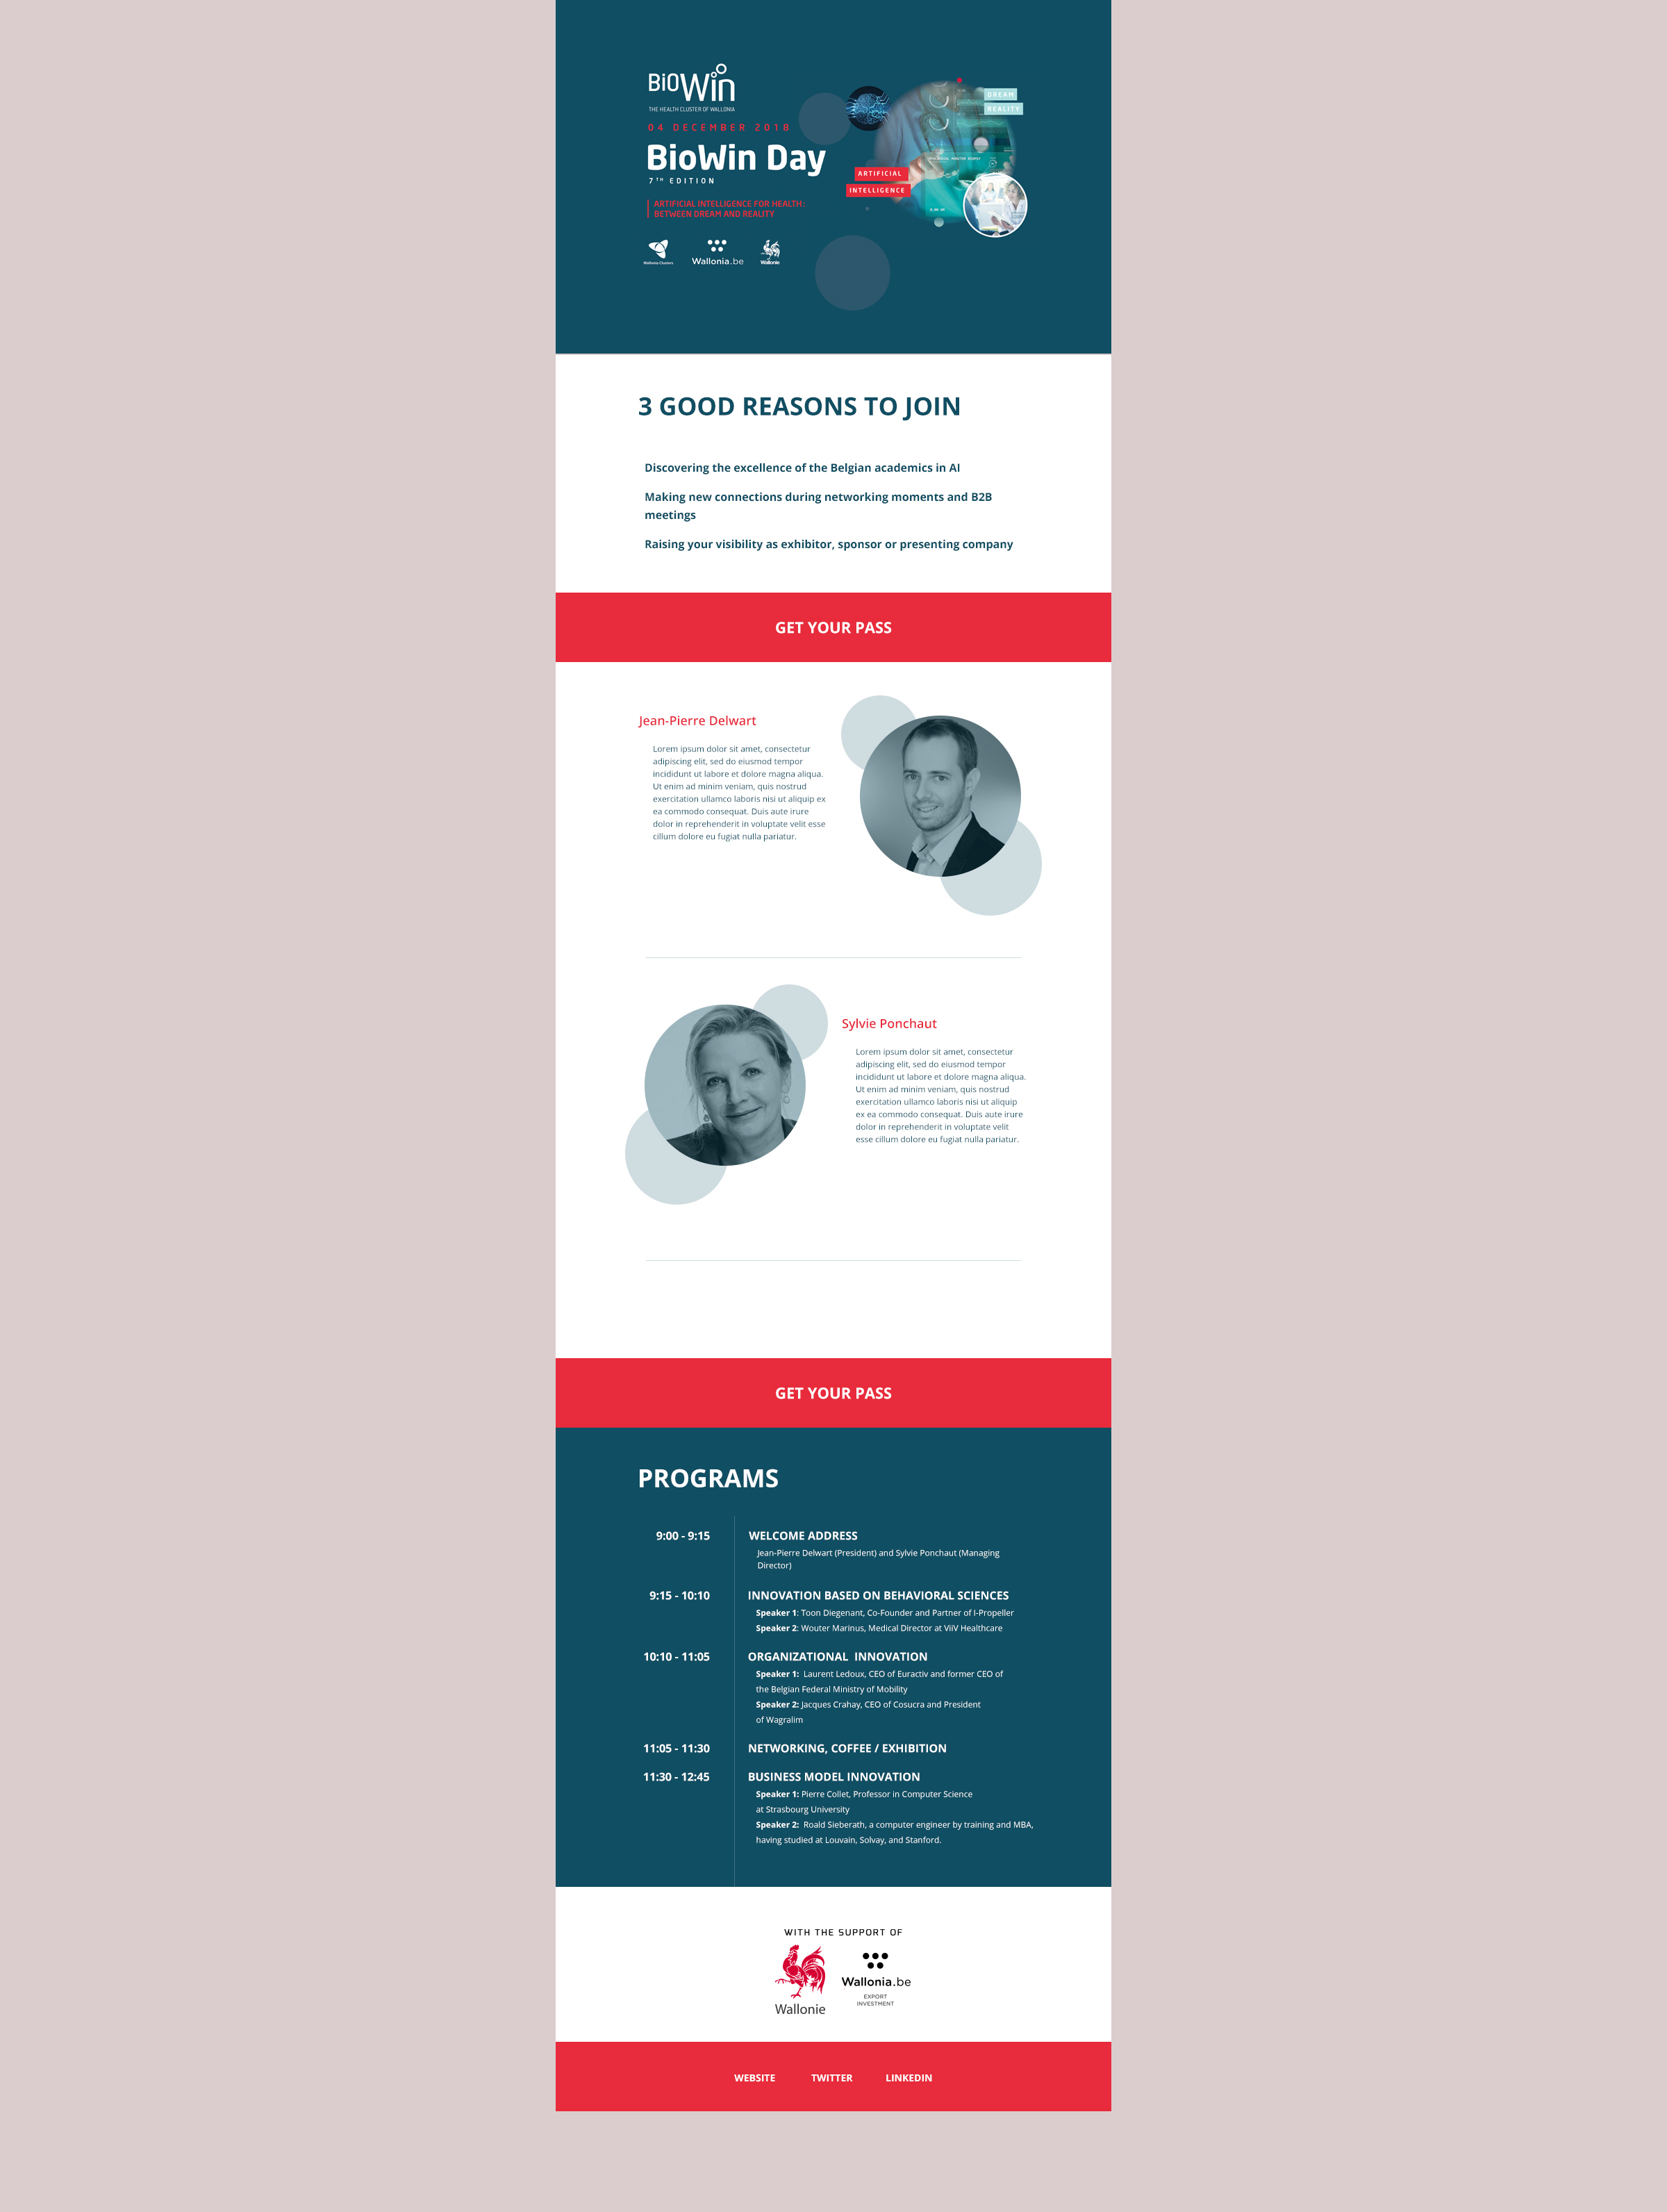 BiOWin
THE HEALTH CLUSTER OF WALLONIA
04 DECEMBER 2018
BioWin Day
7TH EDITION
ARTIFICIAL INTELLIGENCE FOR HEALTH:
BETWEEN DREAM AND REALITY
Wallonia Clusters
Wallonia.be
Wallonie
DREAM
REALITY
ARTIFICIAL
INTELLIGENCE
3 GOOD REASONS TO JOIN
Discovering the excellence of the Belgian academics in AI
Making new connections during networking moments and B2B
meetings
Raising your visibility as exhibitor, sponsor or presenting company
GET YOUR PASS
Jean-Pierre Delwart
Lorem ipsum dolor sit amet, consectetur
adipiscing elit, sed do eiusmod tempor
incididunt ut labore et dolore magna aliqua.
Ut enim ad minim veniam, quis nostrud
exercitation ullamco laboris nisi ut aliquip ex
ea commodo consequat. Duis aute irure
dolor in reprehenderit in voluptate velit esse
cillum dolore eu fugiat nulla pariatur.
Sylvie Ponchaut
Lorem ipsum dolor sit amet, consectetur
adipiscing elit, sed do eiusmod tempor
incididunt ut labore et dolore magna aliqua.
Ut enim ad minim veniam, quis nostrud
exercitation ullamco laboris nisi ut aliquip
ex ea commodo consequat. Duis aute irure
dolor in reprehenderit in voluptate velit
esse cillum dolore eu fugiat nulla pariatur.
GET YOUR PASS
PROGRAMS
9:00 - 9:15 WELCOME ADDRESS
Jean-Pierre Delwart (President) and Sylvie Ponchaut (Managing
Director)
9:15 - 10:10 INNOVATION BASED ON BEHAVIORAL SCIENCES
Speaker 1: Toon Diegenant, Co-Founder and Partner of I-Propeller
Speaker 2: Wouter Marinus, Medical Director at ViiV Healthcare
10:10 - 11:05 ORGANIZATIONAL INNOVATION
Speaker 1: Laurent Ledoux, CEO of Euractiv and former CEO of
the Belgian Federal Ministry of Mobility
Speaker 2: Jacques Crahay, CEO of Cosucra and President
of Wagralim
11:05 - 11:30 NETWORKING, COFFEE / EXHIBITION
11:30 - 12:45 BUSINESS MODEL INNOVATION
Speaker 1: Pierre Collet, Professor in Computer Science
at Strasbourg University
Speaker 2: Roald Sieberath, a computer engineer by training and MBA,
having studied at Louvain, Solvay, and Stanford.
WITH THE SUPPORT OF
Wallonie
Wallonia.be
EXPORT
INVESTMENT
WEBSITE TWITTER LINKEDIN